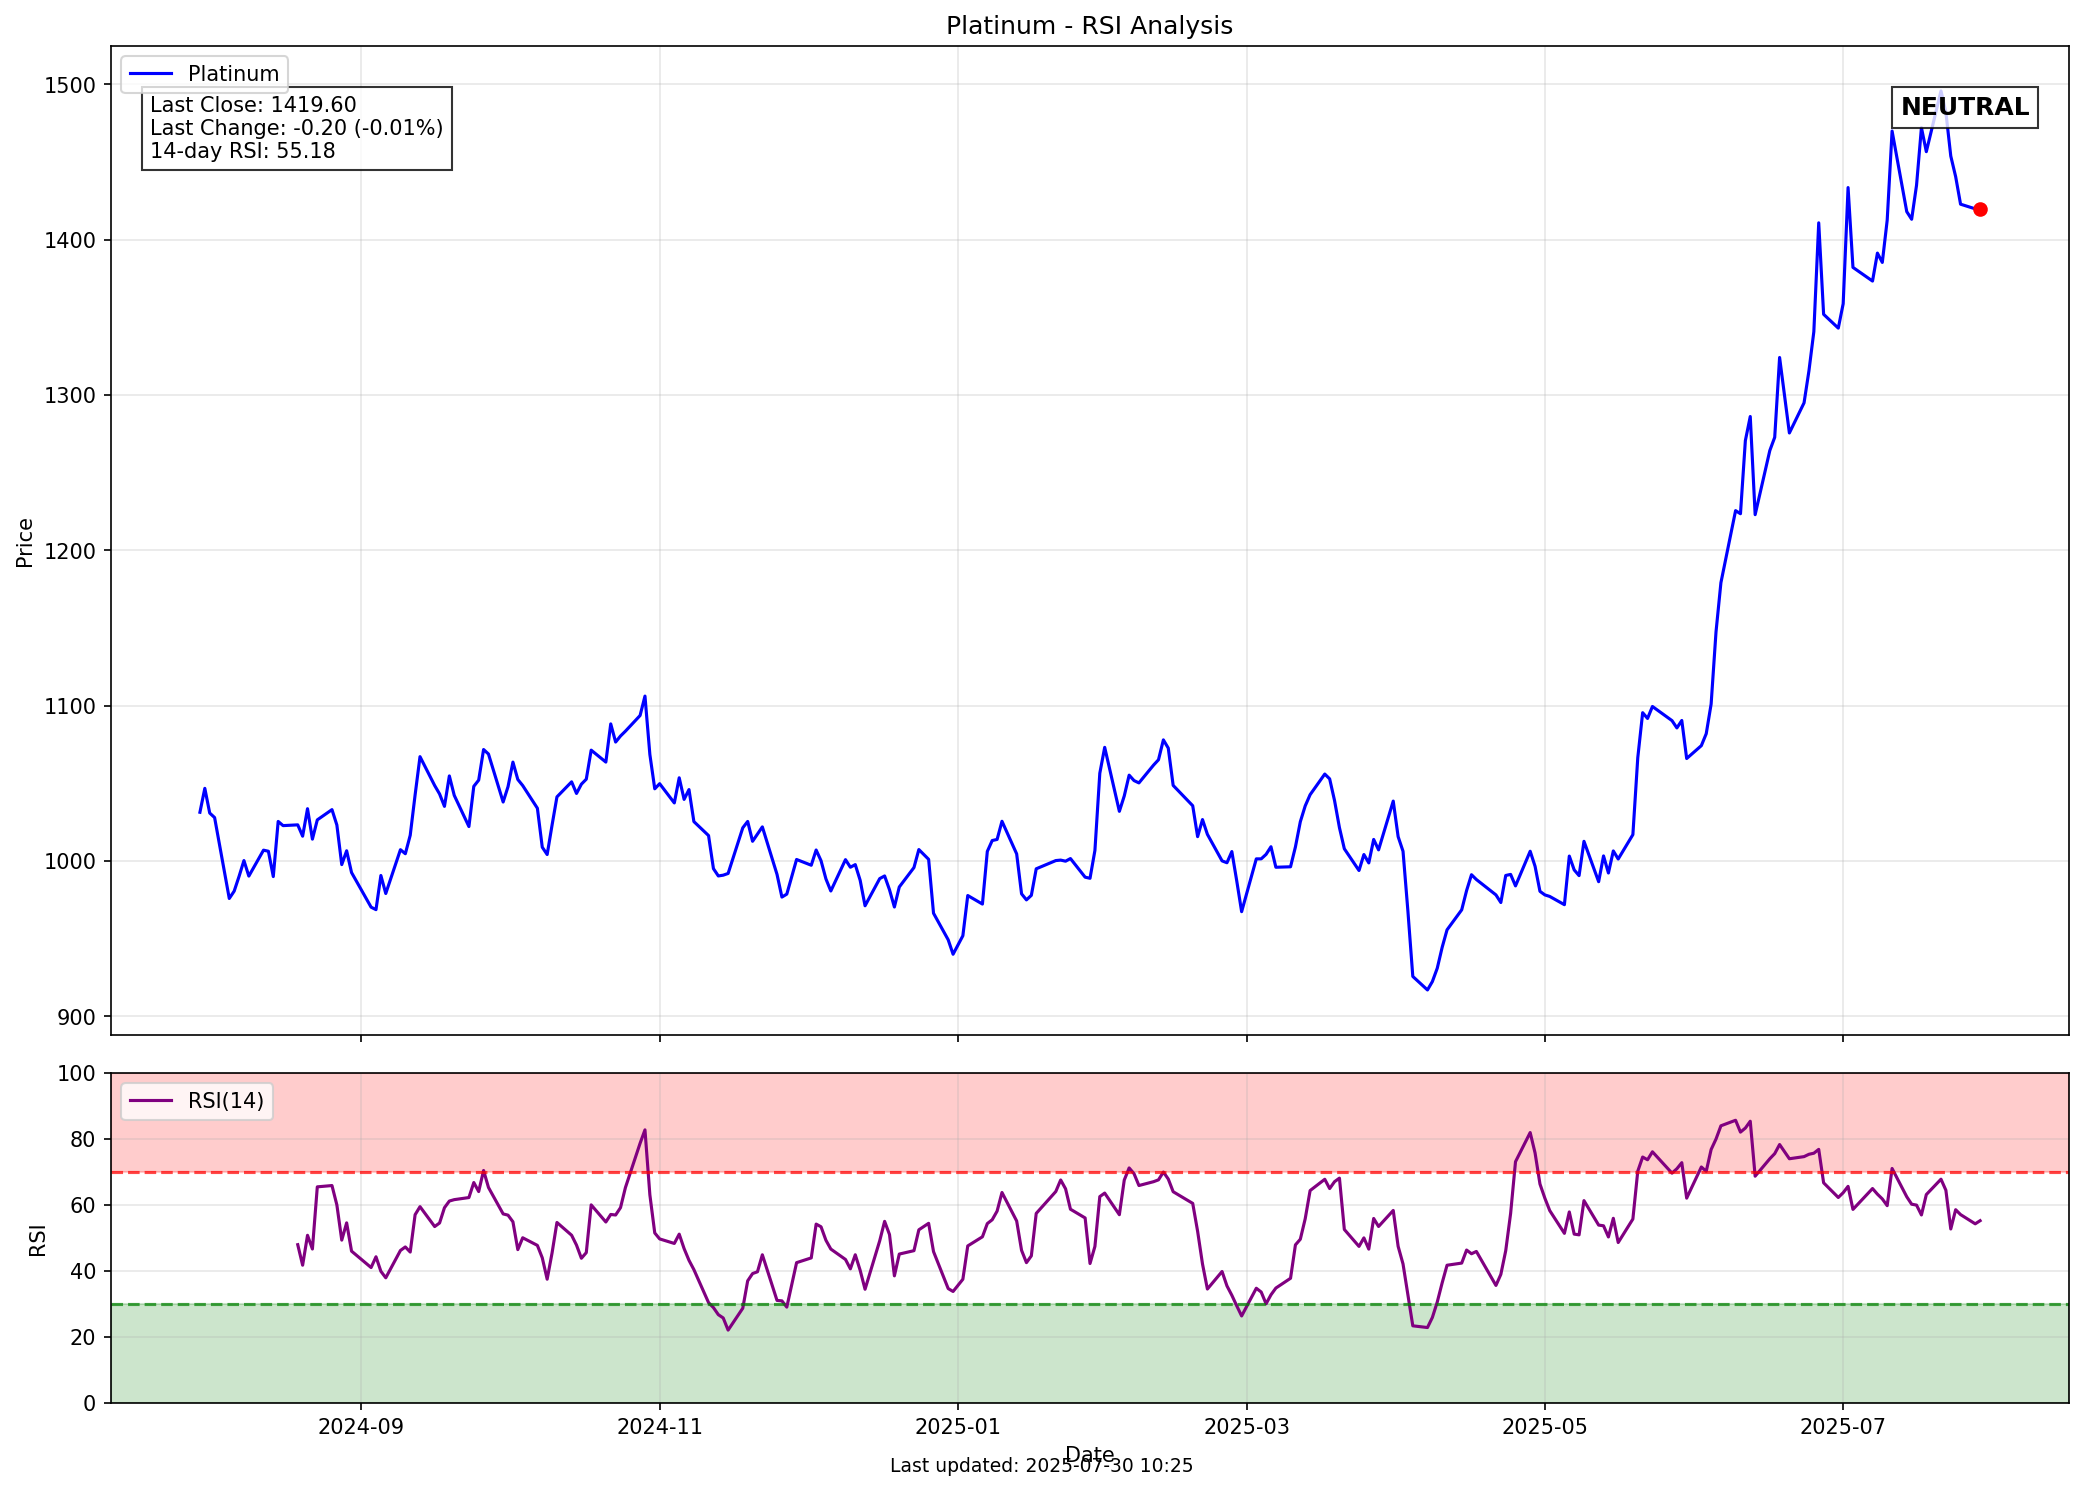 Platinum - RSI Analysis
Platinum
Last Close: 1419.60
Last Change: -0.20 (-0.01%)
14-day RSI: 55.18
NEUTRAL
1500
1400
1300
1200
1100
1000
900
Price
RSI(14)
100
80
60
40
20
0
RSI
2024-09
2024-11
2025-01
2025-03
2025-05
2025-07
Date
Last updated: 2025-07-30 10:25